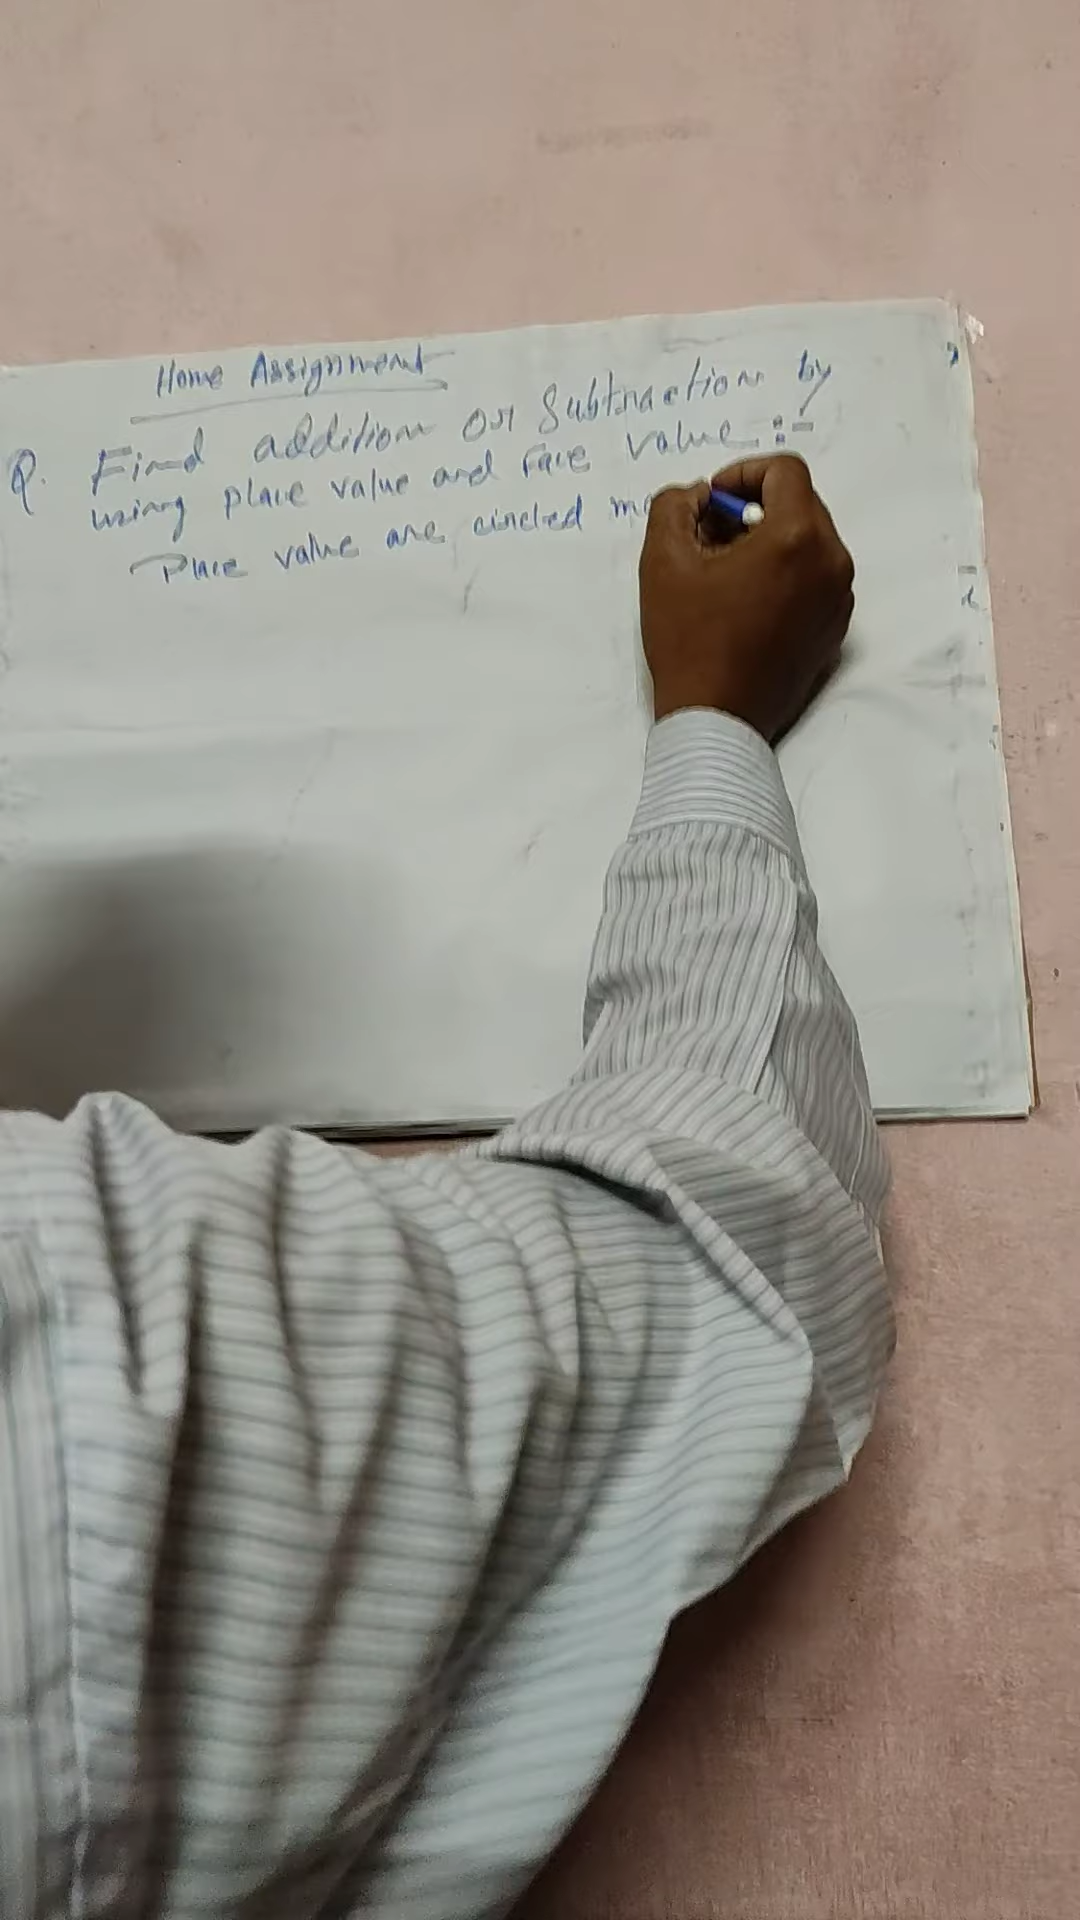 Home Assignment
Q. Find addition or Subtraction by
using place value and Face value :-
Place value are circled